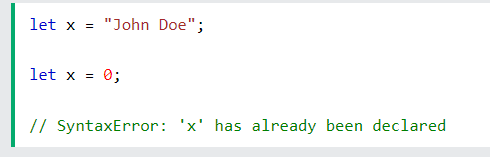 let x = "John Doe";
let x = 0;
// SyntaxError: 'x' has already been declared